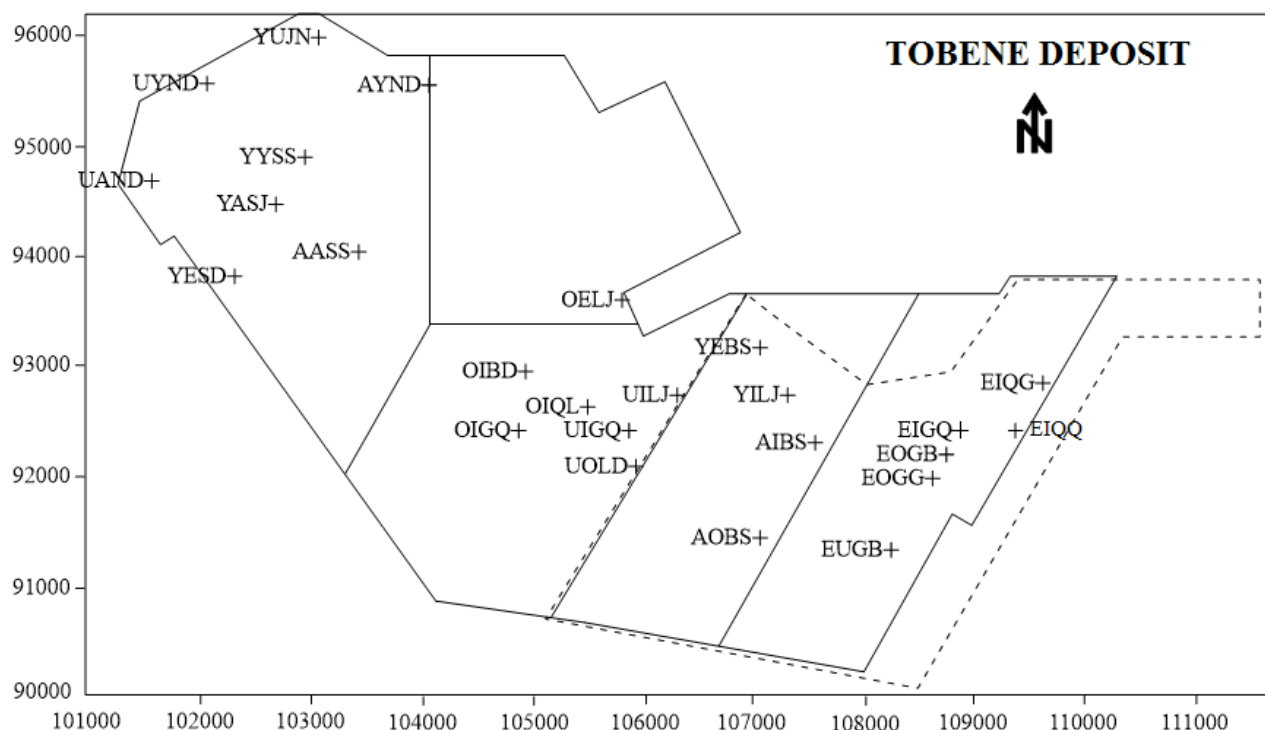 TOBENE DEPOSIT
N
96000
95000
94000
93000
92000
91000
90000
YUJN+
UYND+
AYND+
YYSS+
UAND+
YASJ+
AASS+
YESD+
OELJ+
YEBS+
OIBD+
EIQG+
UILJ+
YILJ+
OIQL+
OIGQ+
UIGQ+
EIGQ+
+EIQQ
AIBS+
EOGB+
UOLD+
EOGG+
AOBS+
EUGB+
101000 102000 103000 104000 105000 106000 107000 108000 109000 110000 111000